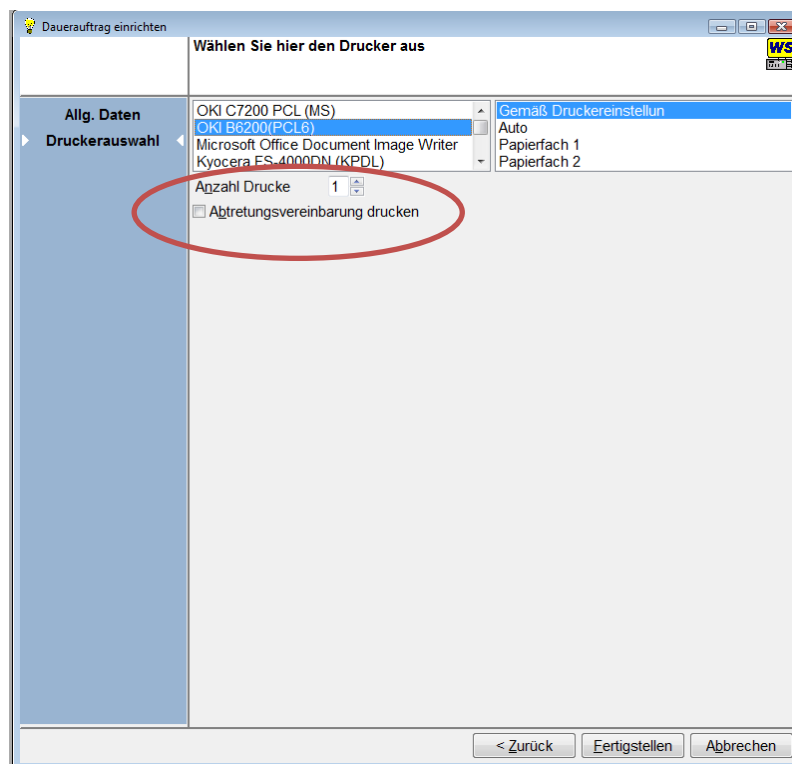 Dauerauftrag einrichten
Wählen Sie hier den Drucker aus
WS
Allg. Daten
Druckerauswahl
OKI C7200 PCL (MS)
OKI B6200(PCL6)
Microsoft Office Document Image Writer
Kyocera FS-4000DN (KPDL)
Gemäß Druckereinstellun
Auto
Papierfach 1
Papierfach 2
Anzahl Drucke 1
Abtretungsvereinbarung drucken
< Zurück Fertigstellen Abbrechen